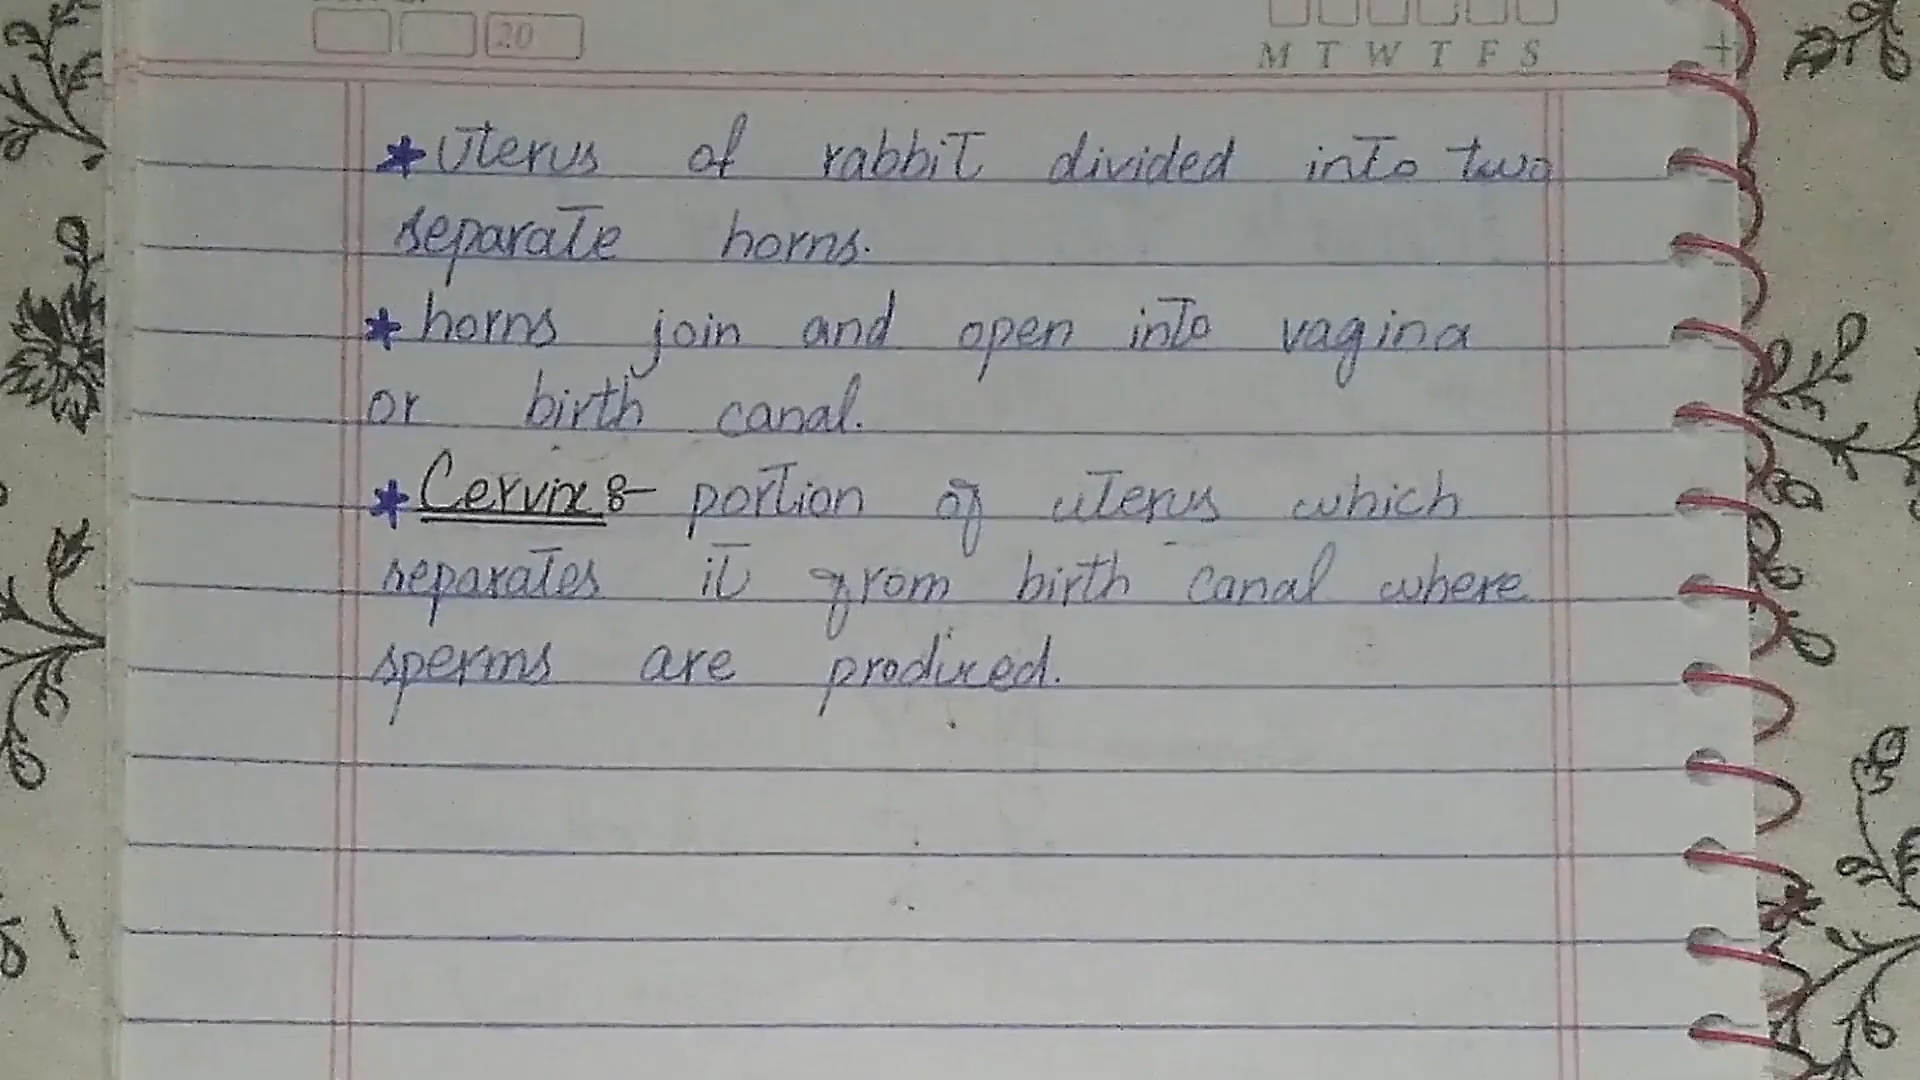 20
M T W T F S
*Uterus of rabbit divided into two
separate horns.
*horns join and open into vagina
or birth canal.
*Cervix:- portion of uterus which
separates it from birth canal where
sperms are produced.